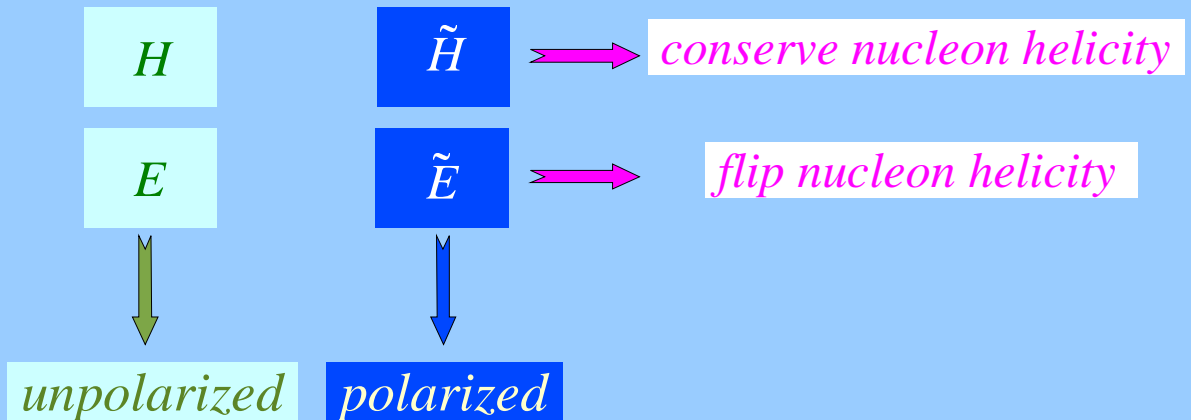 H H̃ conserve nucleon helicity
E Ẽ flip nucleon helicity
unpolarized polarized